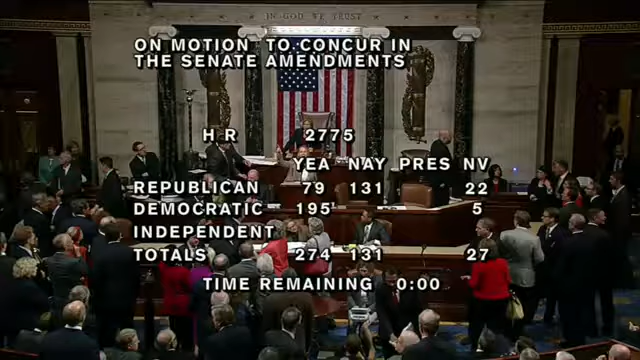 IN GOD WE TRUST
ON MOTION TO CONCUR IN
THE SENATE AMENDMENTS
H R 2775
YEA NAY PRES NV
REPUBLICAN 79 131 22
DEMOCRATIC 195 5
INDEPENDENT
TOTALS 274 131 27
TIME REMAINING 0:00